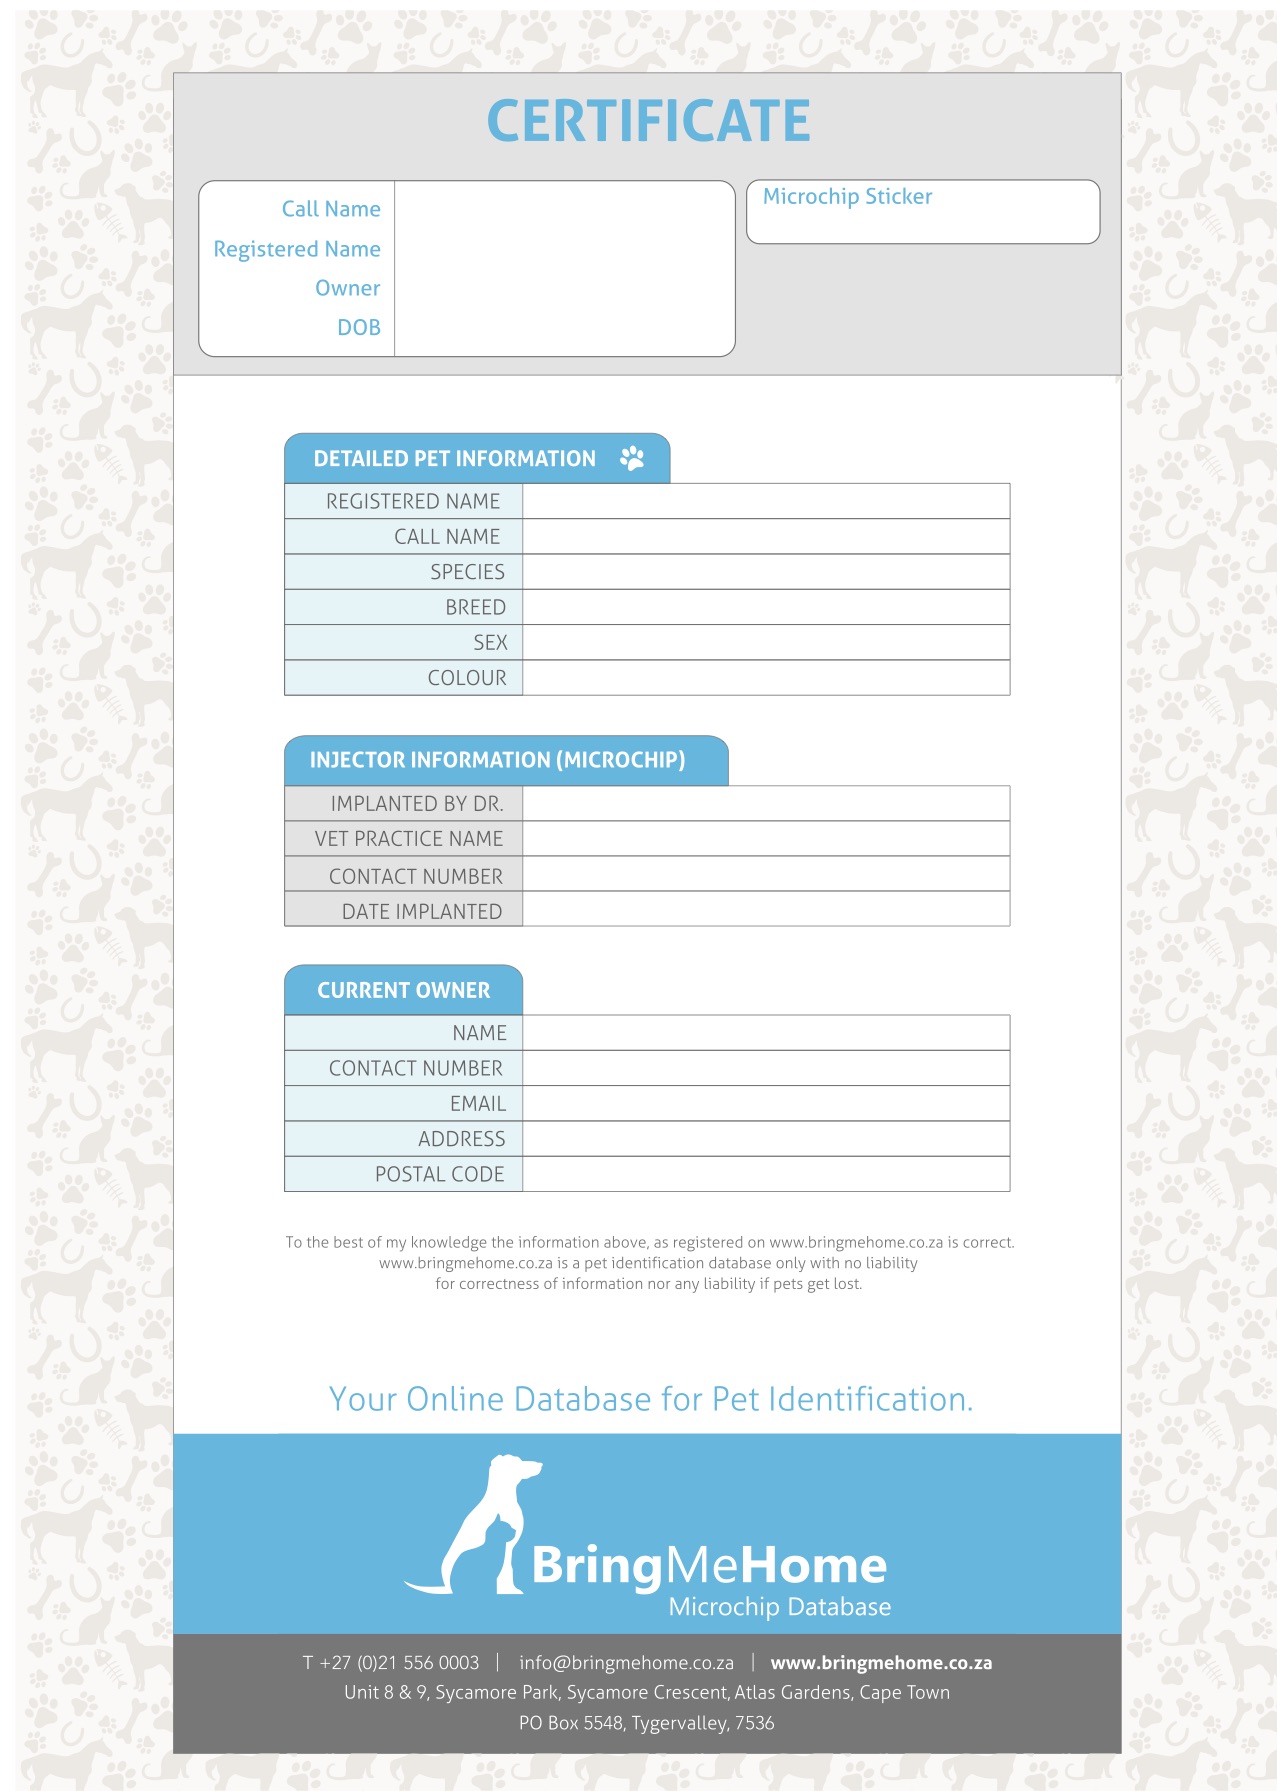 CERTIFICATE
Call Name
Registered Name
Owner
DOB
Microchip Sticker
DETAILED PET INFORMATION
REGISTERED NAME
CALL NAME
SPECIES
BREED
SEX
COLOUR
INJECTOR INFORMATION (MICROCHIP)
IMPLANTED BY DR.
VET PRACTICE NAME
CONTACT NUMBER
DATE IMPLANTED
CURRENT OWNER
NAME
CONTACT NUMBER
EMAIL
ADDRESS
POSTAL CODE
To the best of my knowledge the information above, as registered on www.bringmehome.co.za is correct.
www.bringmehome.co.za is a pet identification database only with no liability
for correctness of information nor any liability if pets get lost.
Your Online Database for Pet Identification.
BringMeHome
Microchip Database
T +27 (0)21 556 0003 | info@bringmehome.co.za | www.bringmehome.co.za
Unit 8 & 9, Sycamore Park, Sycamore Crescent, Atlas Gardens, Cape Town
PO Box 5548, Tygervalley, 7536